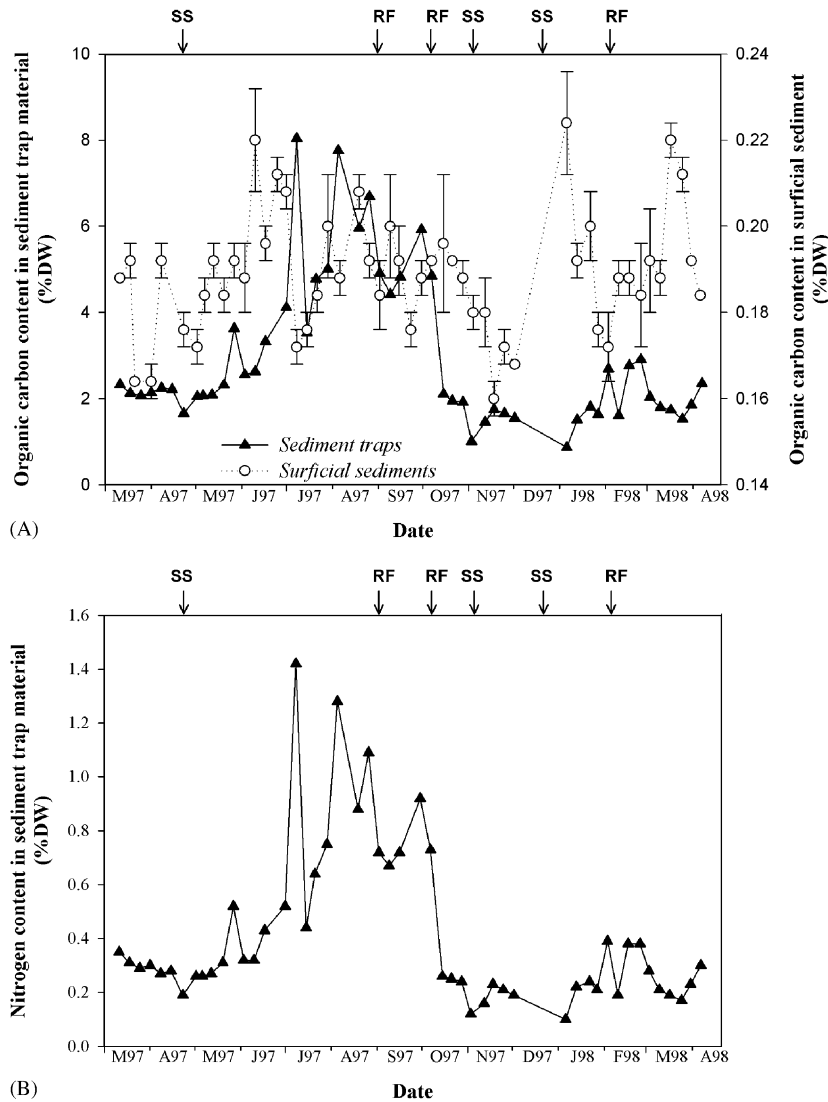 SS RF RF SS SS RF
10 0.24
8 0.22
6 0.20
4 0.18
2 0.16
0 0.14
Organic carbon content in sediment trap material
(%DW)
Organic carbon content in surficial sediment
(%DW)
Sediment traps
Surficial sediments
M97 A97 M97 J97 J97 A97 S97 O97 N97 D97 J98 F98 M98 A98
(A)
Date
SS RF RF SS SS RF
1.6
1.4
1.2
1.0
0.8
0.6
0.4
0.2
0.0
Nitrogen content in sediment trap material
(%DW)
M97 A97 M97 J97 J97 A97 S97 O97 N97 D97 J98 F98 M98 A98
(B)
Date